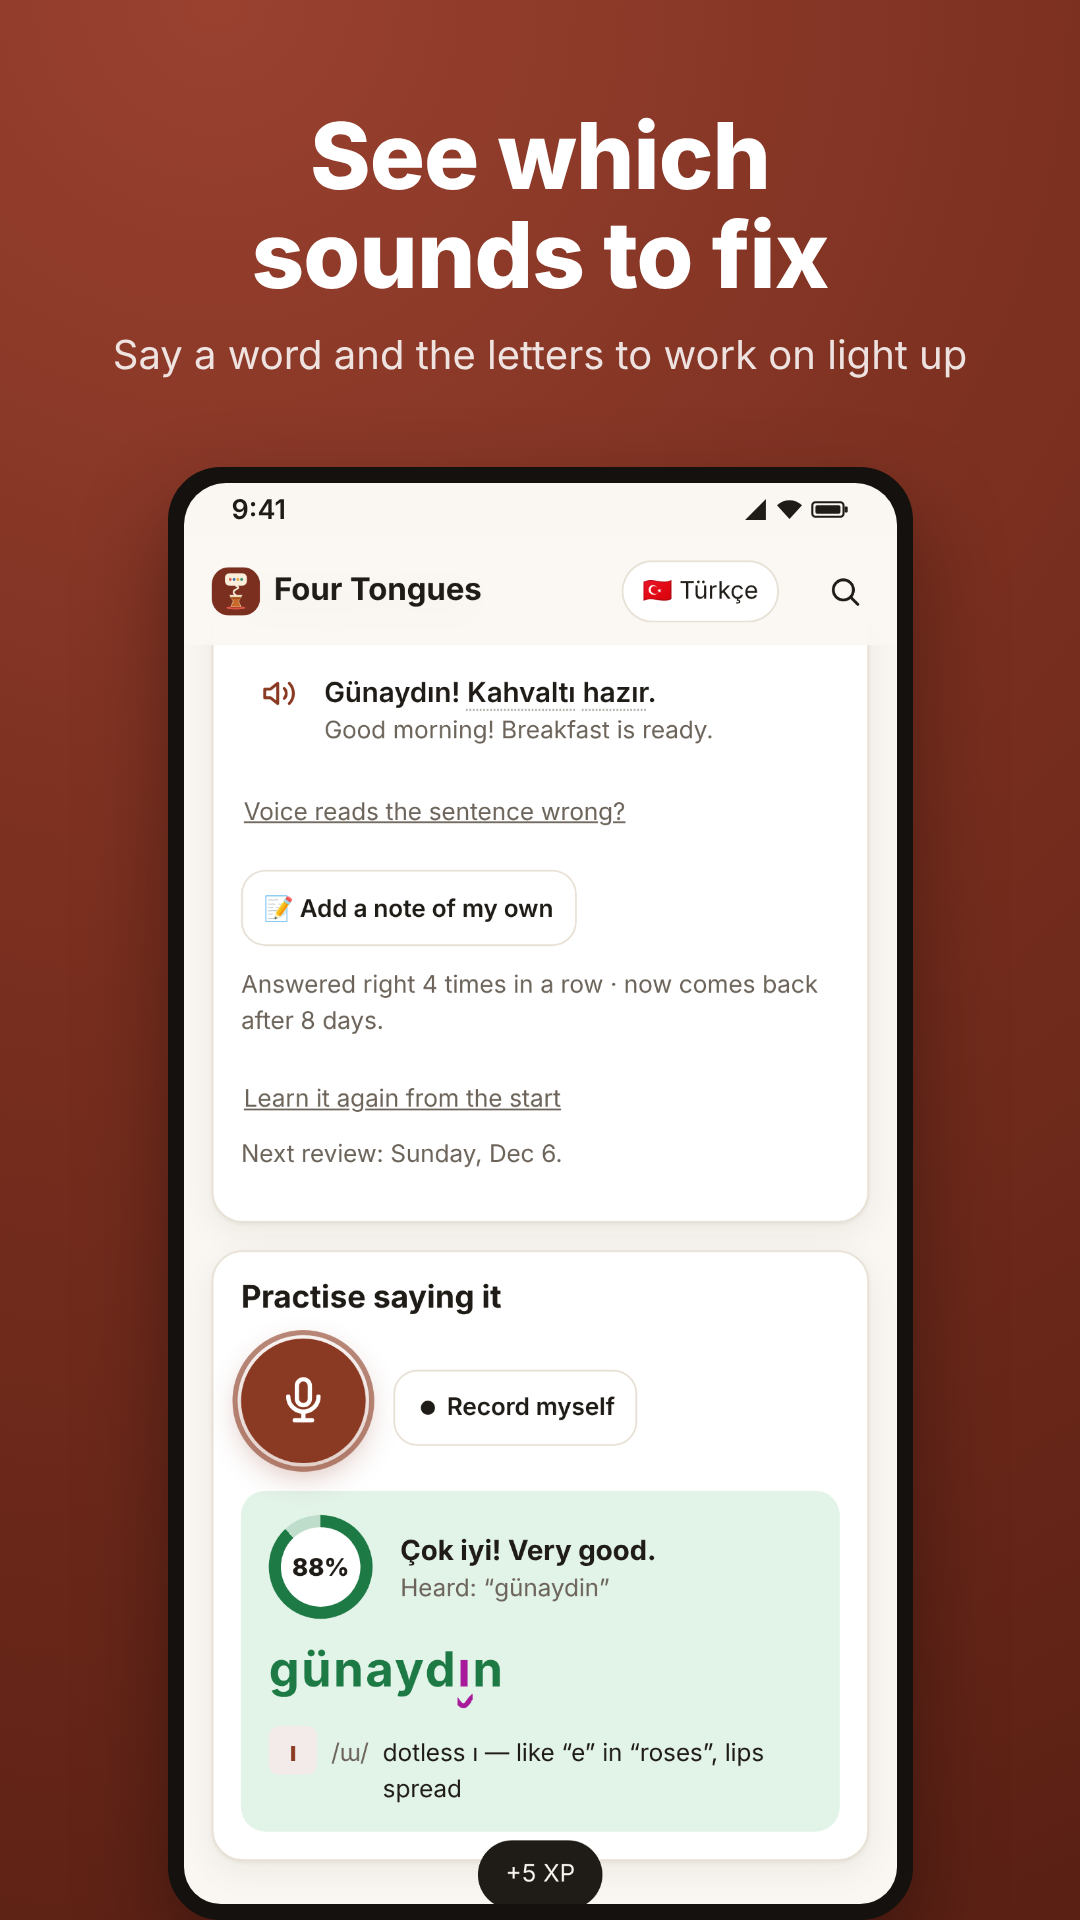 See which
sounds to fix
Say a word and the letters to work on light up
9:41
Four Tongues
Türkçe
Günaydın! Kahvaltı hazır.
Good morning! Breakfast is ready.
Voice reads the sentence wrong?
Add a note of my own
Answered right 4 times in a row · now comes back
after 8 days.
Learn it again from the start
Next review: Sunday, Dec 6.
Practise saying it
Record myself
88%
Çok iyi! Very good.
Heard: “günaydin”
günaydın
ı /ɯ/ dotless ı — like “e” in “roses”, lips
spread
+5 XP